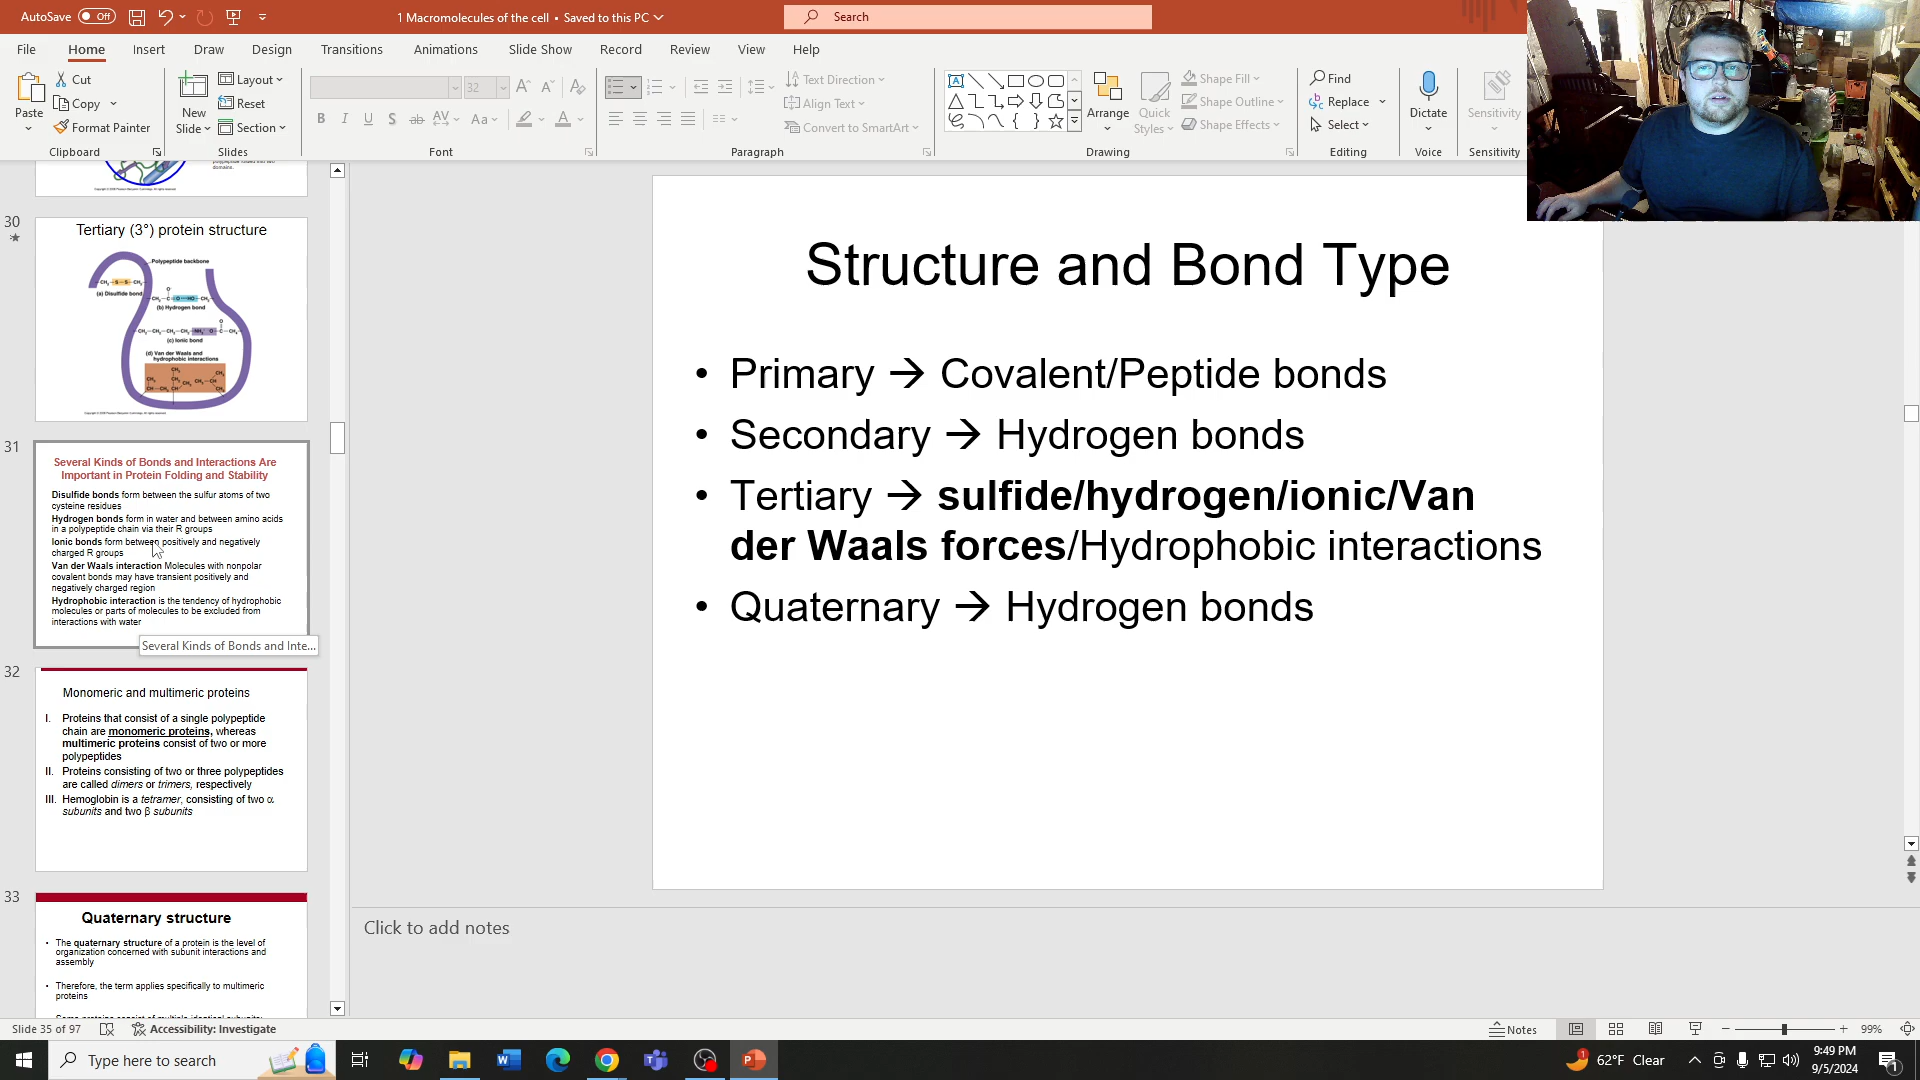 AutoSave Off
1 Macromolecules of the cell • Saved to this PC
Search
File Home Insert Draw Design Transitions Animations Slide Show Record Review View Help
Paste
Cut
Copy
Format Painter
Clipboard
New
Slide
Layout
Reset
Section
Slides
32
Font
Text Direction
Align Text
Convert to SmartArt
Paragraph
Arrange
Quick
Styles
Shape Fill
Shape Outline
Shape Effects
Drawing
Find
Replace
Select
Editing
Dictate
Voice
Sensitivity
Sensitivity
domains.
30
Tertiary (3°) protein structure
Polypeptide backbone
(a) Disulfide bond
(b) Hydrogen bond
(c) Ionic bond
(d) Van der Waals and
hydrophobic interactions
31
Several Kinds of Bonds and Interactions Are
Important in Protein Folding and Stability
Disulfide bonds form between the sulfur atoms of two
cysteine residues
Hydrogen bonds form in water and between amino acids
in a polypeptide chain via their R groups
Ionic bonds form between positively and negatively
charged R groups
Van der Waals interaction Molecules with nonpolar
covalent bonds may have transient positively and
negatively charged region
Hydrophobic interaction is the tendency of hydrophobic
molecules or parts of molecules to be excluded from
interactions with water
Several Kinds of Bonds and Inte...
32
Monomeric and multimeric proteins
I. Proteins that consist of a single polypeptide
chain are monomeric proteins, whereas
multimeric proteins consist of two or more
polypeptides
II. Proteins consisting of two or three polypeptides
are called dimers or trimers, respectively
III. Hemoglobin is a tetramer, consisting of two α
subunits and two β subunits
33
Quaternary structure
• The quaternary structure of a protein is the level of
organization concerned with subunit interactions and
assembly
• Therefore, the term applies specifically to multimeric
proteins
Structure and Bond Type
• Primary → Covalent/Peptide bonds
• Secondary → Hydrogen bonds
• Tertiary → sulfide/hydrogen/ionic/Van
der Waals forces/Hydrophobic interactions
• Quaternary → Hydrogen bonds
Click to add notes
Slide 35 of 97
Accessibility: Investigate
Notes
99%
Type here to search
62°F Clear
9:49 PM
9/5/2024